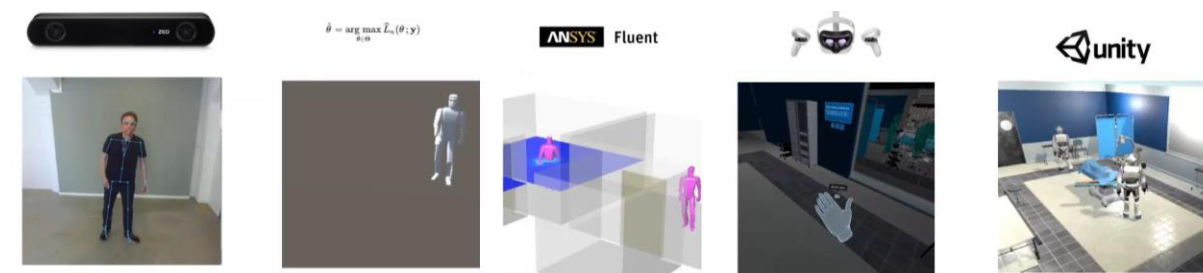 ZED
θ̂ = arg max L̂ₙ(θ ; y)
θ∈Θ
ANSYS Fluent
unity